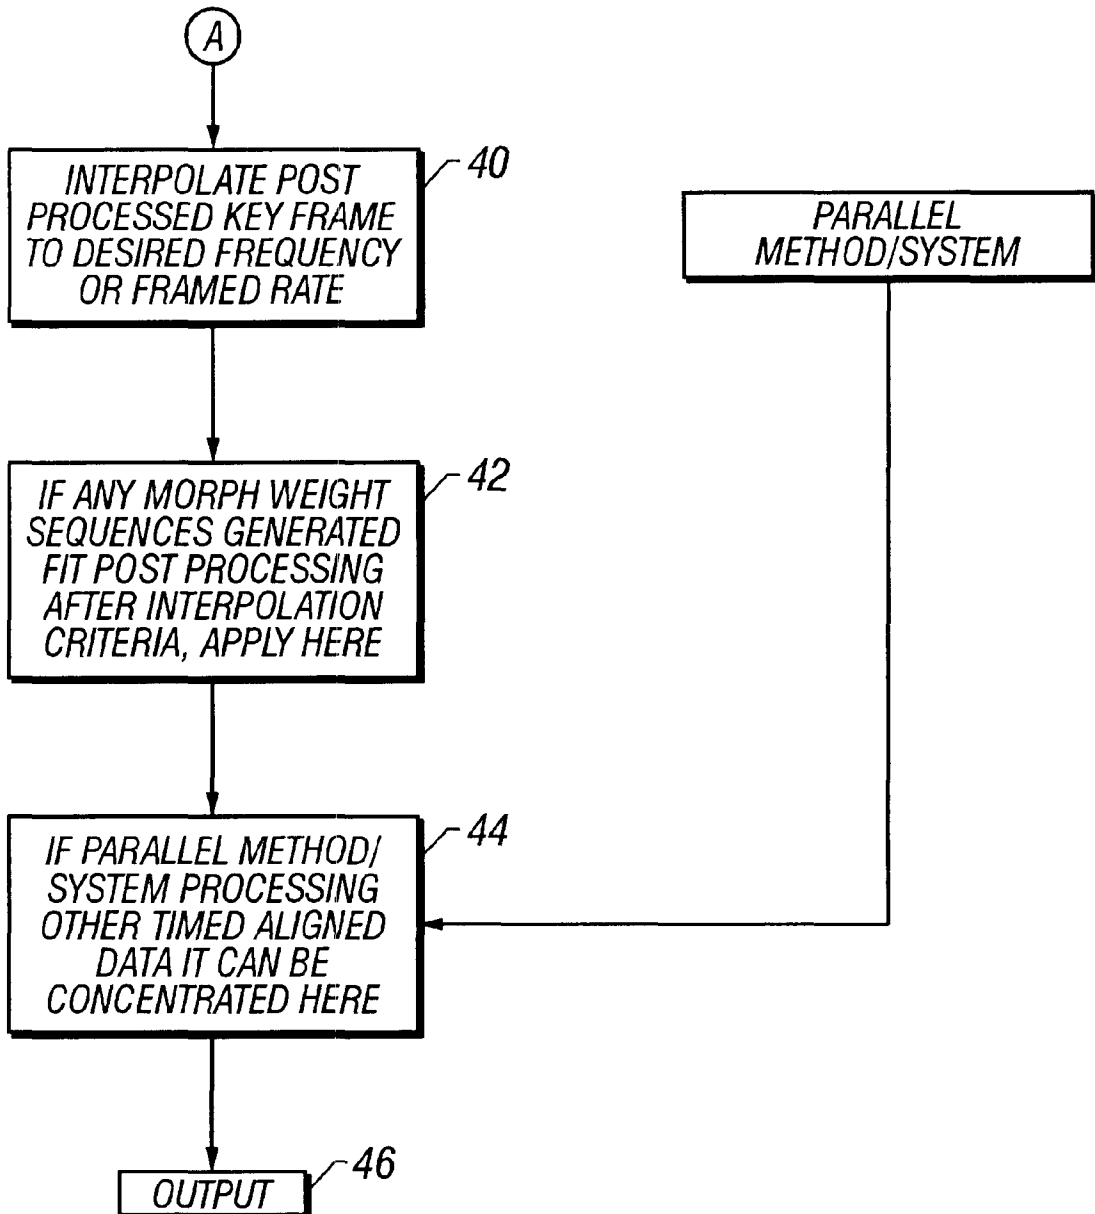 A
INTERPOLATE POST
PROCESSED KEY FRAME
TO DESIRED FREQUENCY
OR FRAMED RATE
40
PARALLEL
METHOD/SYSTEM
IF ANY MORPH WEIGHT
SEQUENCES GENERATED
FIT POST PROCESSING
AFTER INTERPOLATION
CRITERIA, APPLY HERE
42
IF PARALLEL METHOD/
SYSTEM PROCESSING
OTHER TIMED ALIGNED
DATA IT CAN BE
CONCENTRATED HERE
44
OUTPUT
46